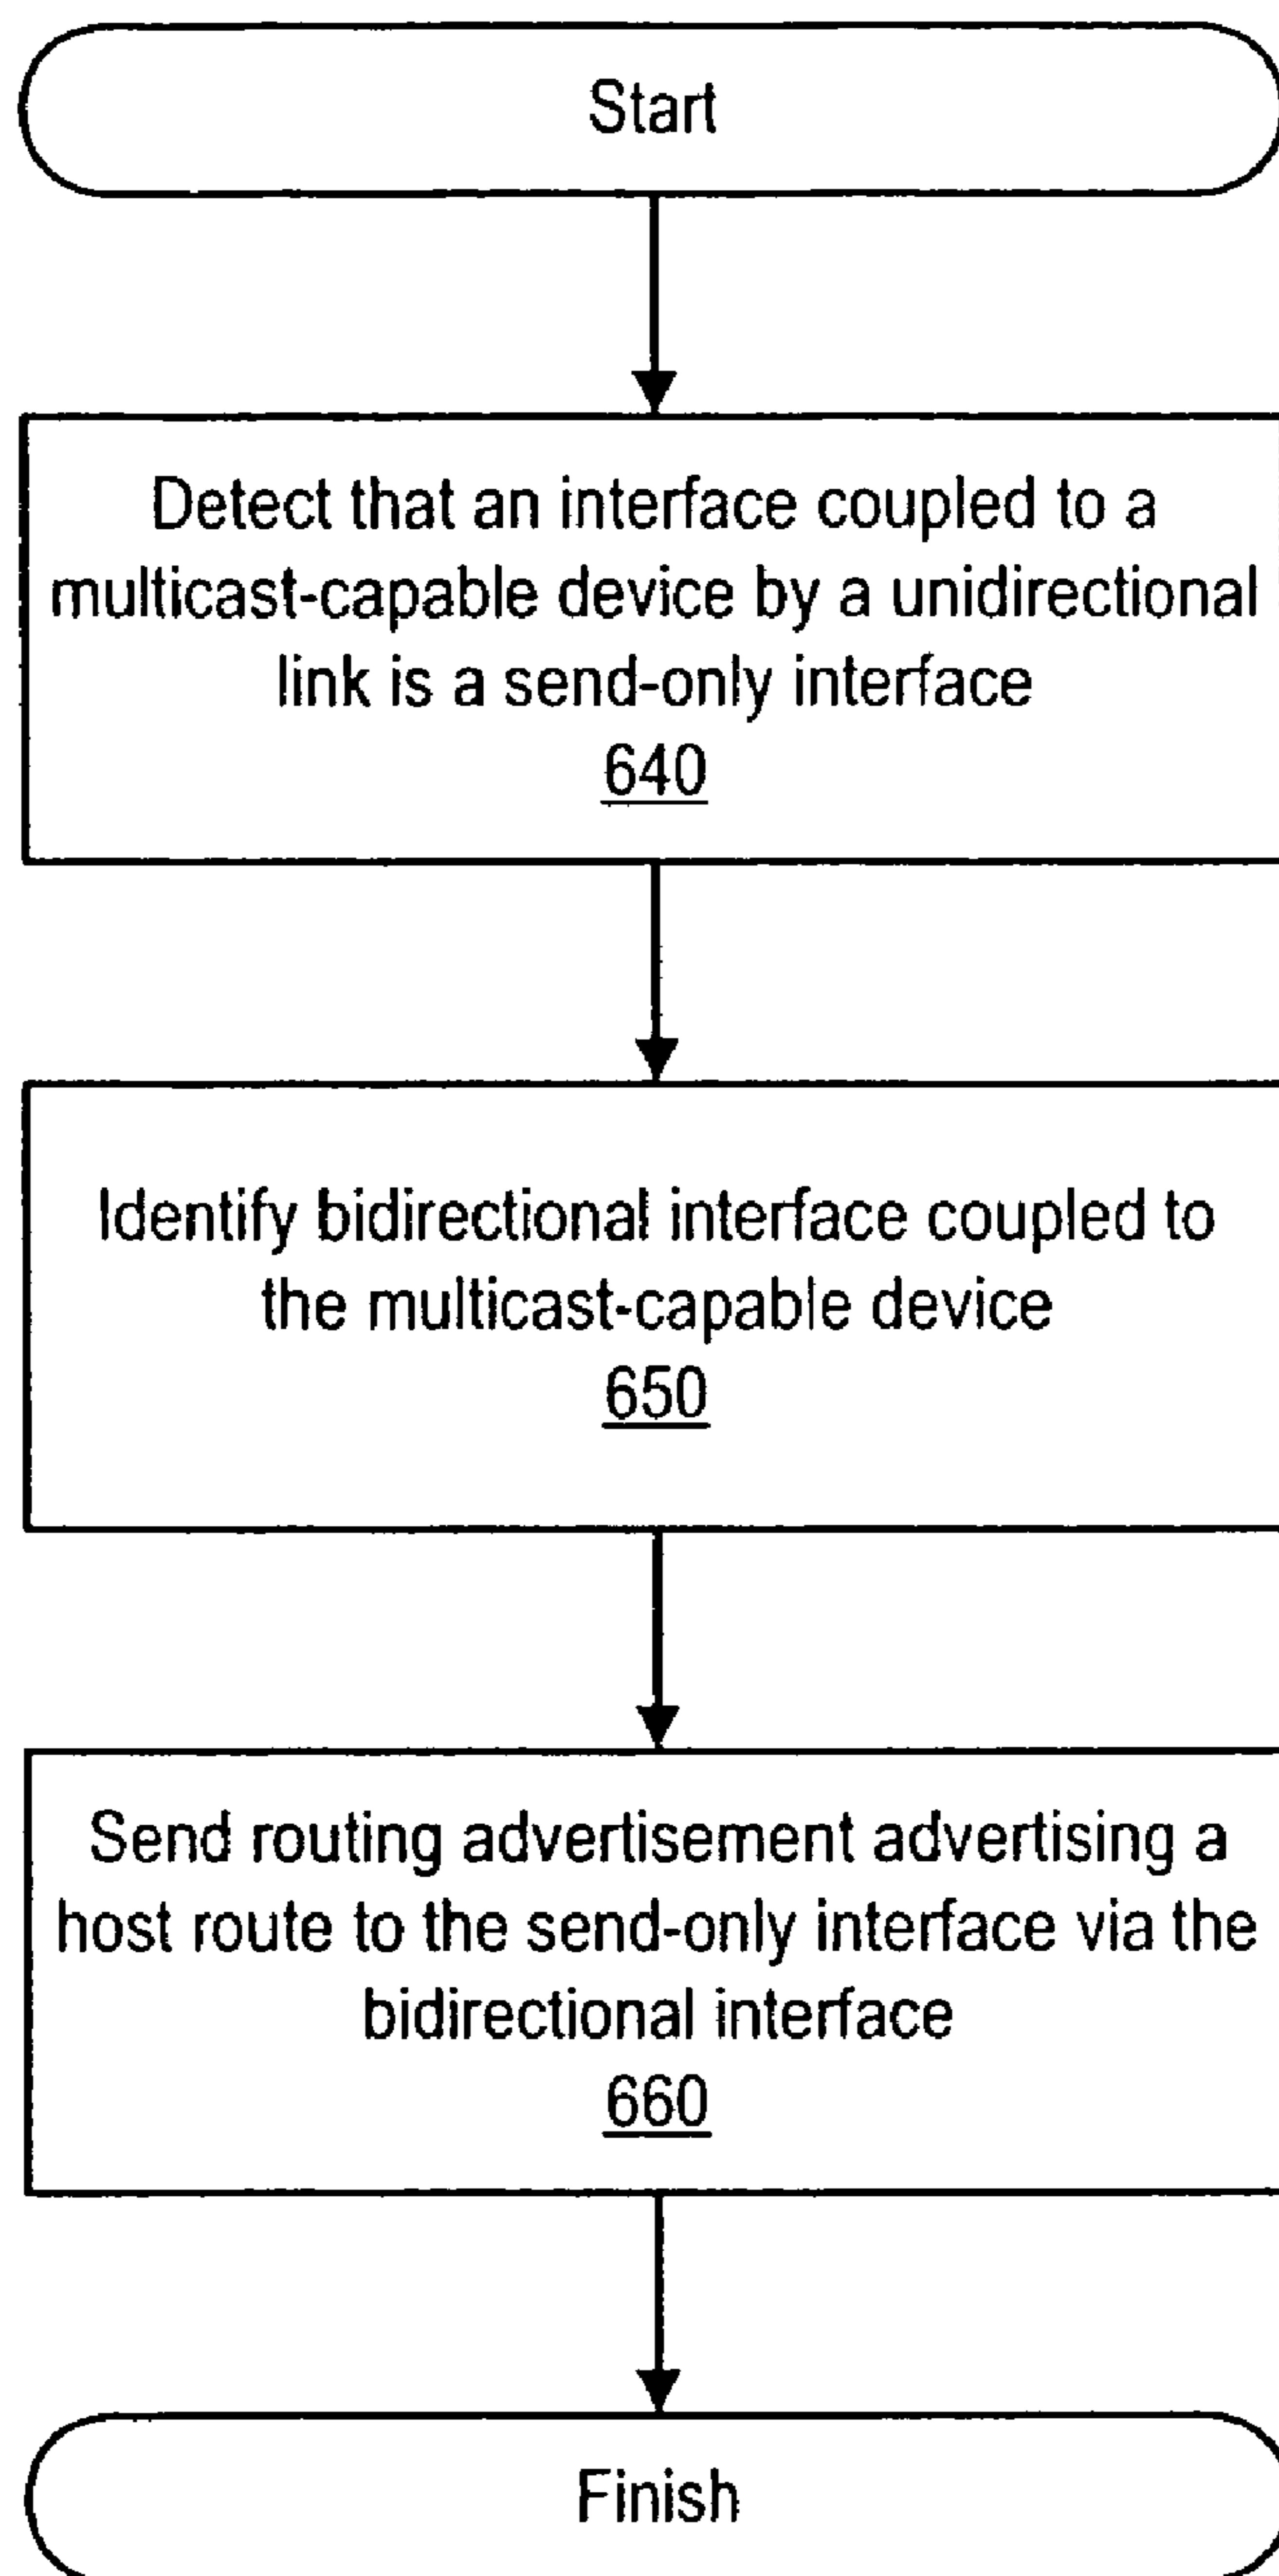 Start
Detect that an interface coupled to a
multicast-capable device by a unidirectional
link is a send-only interface
640
Identify bidirectional interface coupled to
the multicast-capable device
650
Send routing advertisement advertising a
host route to the send-only interface via the
bidirectional interface
660
Finish